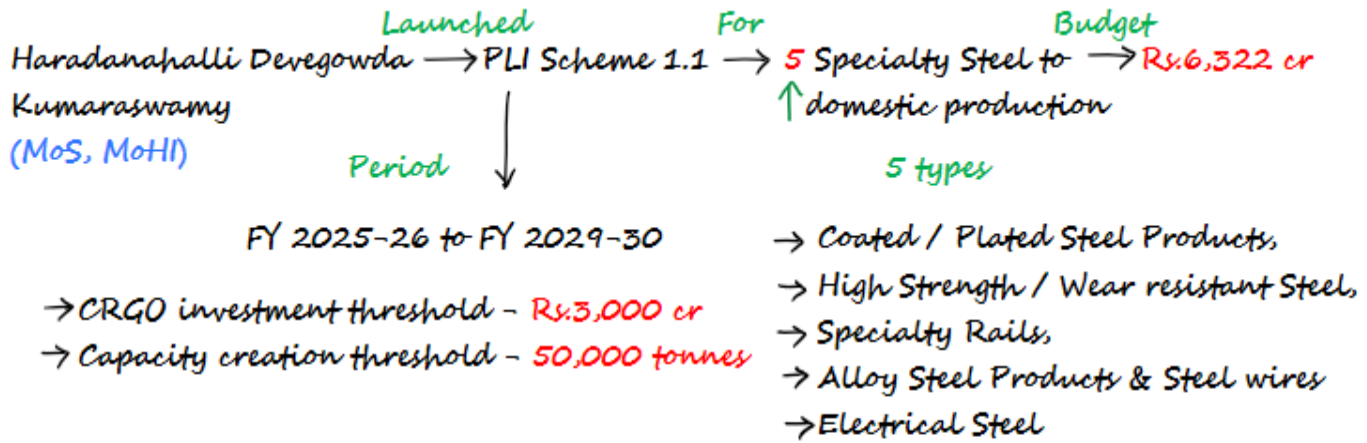 Launched For Budget
Haradanahalli Devegowda → PLI Scheme 1.1 → 5 Specialty Steel to → Rs.6,322 cr
Kumaraswamy ↑ domestic production
(MoS, MoHI)
Period
5 types
FY 2025-26 to FY 2029-30
→ CRGO investment threshold - Rs.3,000 cr
→ Capacity creation threshold - 50,000 tonnes
→ Coated / Plated Steel Products,
→ High Strength / Wear resistant Steel,
→ Specialty Rails,
→ Alloy Steel Products & Steel wires
→ Electrical Steel